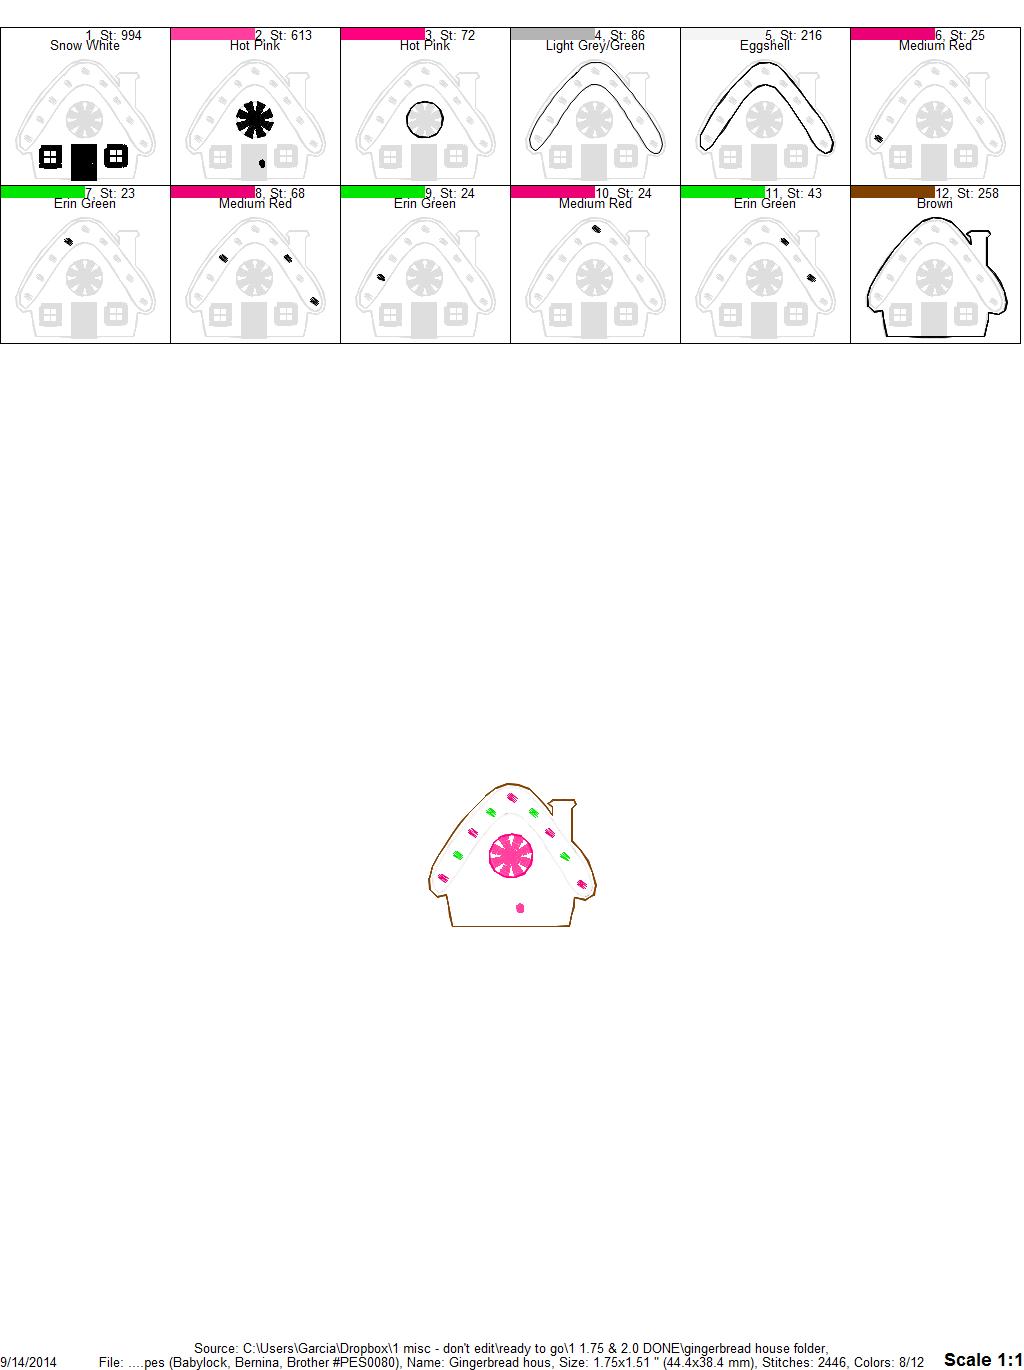 1, St: 994
Snow White
2, St: 613
Hot Pink
3, St: 72
Hot Pink
4, St: 86
Light Grey/Green
5, St: 216
Eggshell
6, St: 25
Medium Red
7, St: 23
Erin Green
8, St: 68
Medium Red
9, St: 24
Erin Green
10, St: 24
Medium Red
11, St: 43
Erin Green
12, St: 258
Brown
Source: C:\Users\Garcia\Dropbox\1 misc - don't edit\ready to go\1 1.75 & 2.0 DONE\gingerbread house folder,
9/14/2014 File: ....pes (Babylock, Bernina, Brother #PES0080), Name: Gingerbread hous, Size: 1.75x1.51 " (44.4x38.4 mm), Stitches: 2446, Colors: 8/12 Scale 1:1